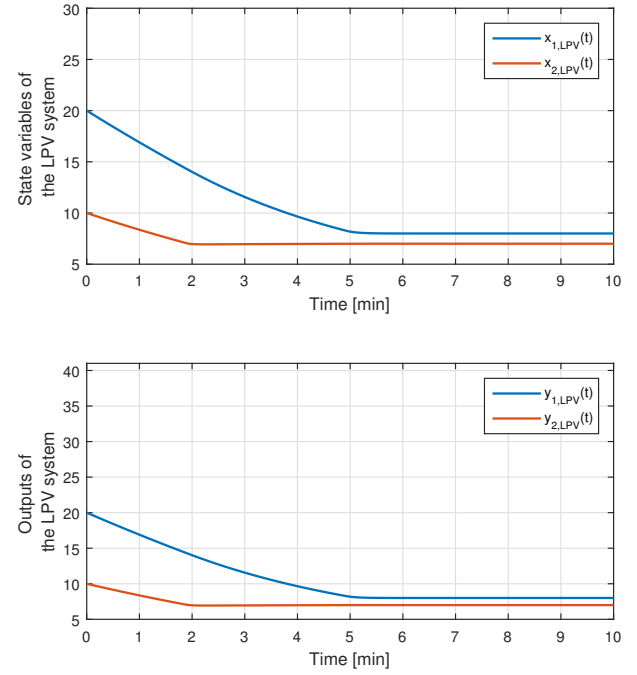 30
25
20
15
10
5
State variables of
the LPV system
x1,LPV(t)
x2,LPV(t)
0 1 2 3 4 5 6 7 8 9 10
Time [min]
40
35
30
25
20
15
10
5
Outputs of
the LPV system
y1,LPV(t)
y2,LPV(t)
0 1 2 3 4 5 6 7 8 9 10
Time [min]